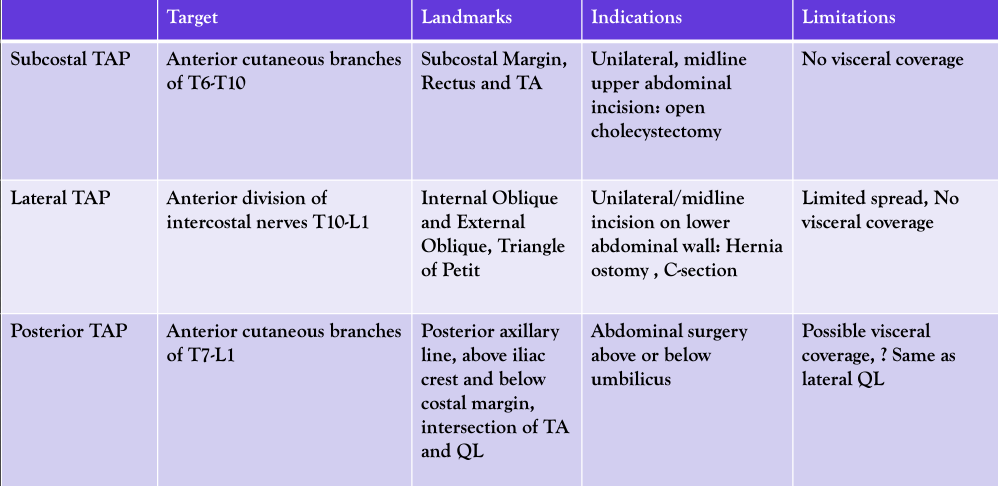 Target
Landmarks
Indications
Limitations
Subcostal TAP
Anterior cutaneous branches
of T6-T10
Subcostal Margin,
Rectus and TA
Unilateral, midline
upper abdominal
incision: open
cholecystectomy
No visceral coverage
Lateral TAP
Anterior division of
intercostal nerves T10-L1
Internal Oblique
and External
Oblique, Triangle
of Petit
Unilateral/midline
incision on lower
abdominal wall: Hernia
ostomy , C-section
Limited spread, No
visceral coverage
Posterior TAP
Anterior cutaneous branches
of T7-L1
Posterior axillary
line, above iliac
crest and below
costal margin,
intersection of TA
and QL
Abdominal surgery
above or below
umbilicus
Possible visceral
coverage, ? Same as
lateral QL